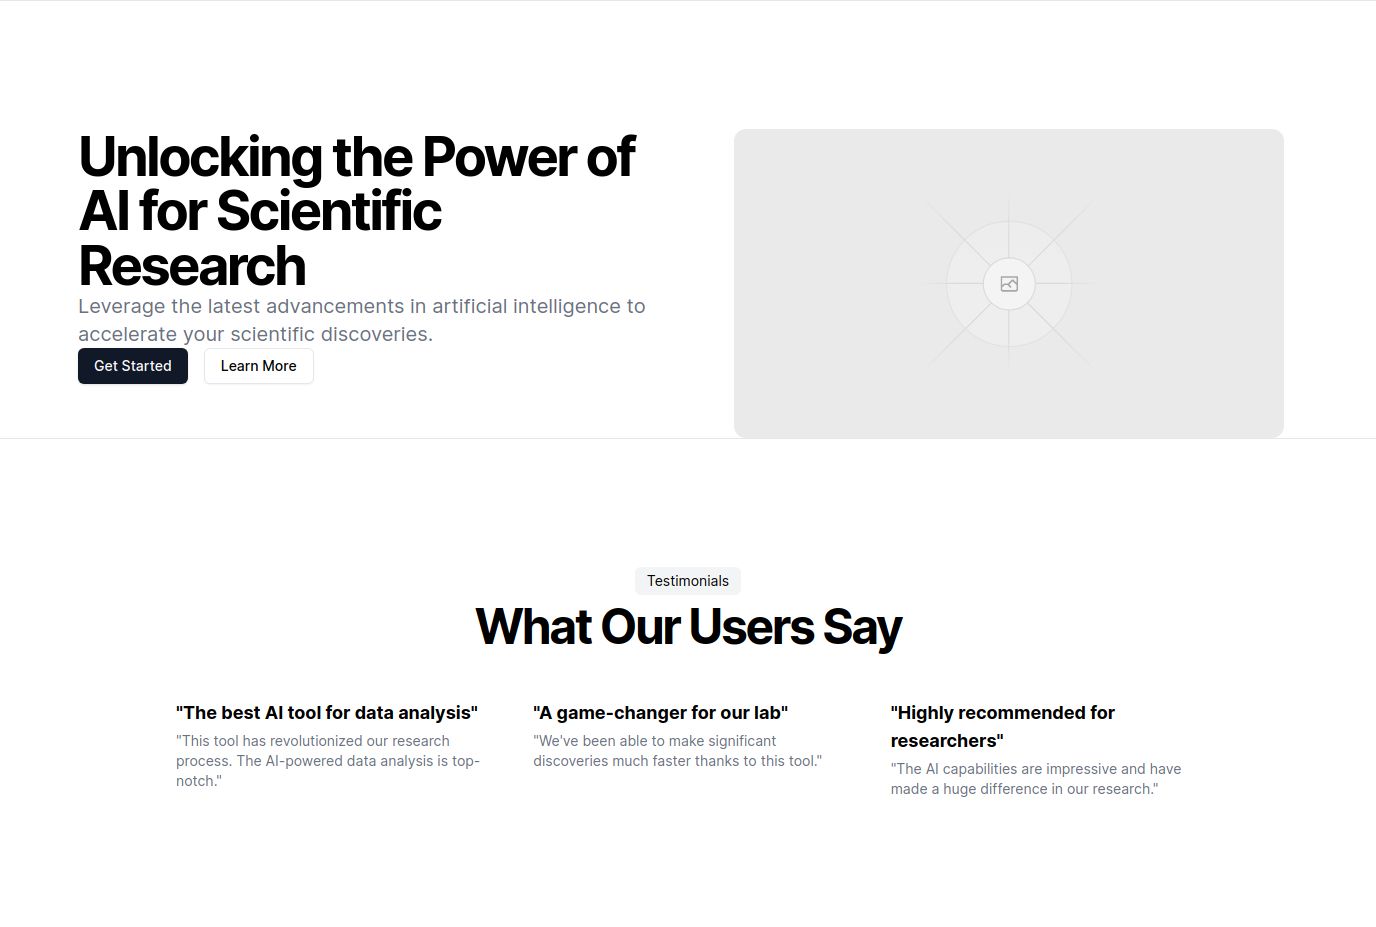 Unlocking the Power of
AI for Scientific
Research
Leverage the latest advancements in artificial intelligence to
accelerate your scientific discoveries.
Get Started
Learn More
Testimonials
What Our Users Say
"The best AI tool for data analysis"
"This tool has revolutionized our research
process. The AI-powered data analysis is top-
notch."
"A game-changer for our lab"
"We've been able to make significant
discoveries much faster thanks to this tool."
"Highly recommended for
researchers"
"The AI capabilities are impressive and have
made a huge difference in our research."